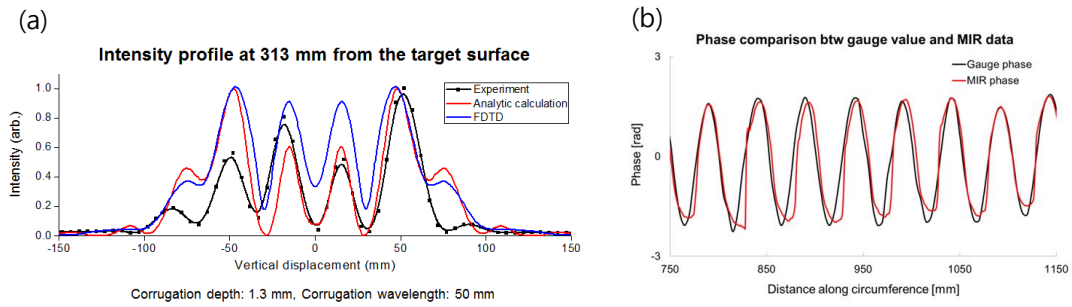 (a)
Intensity profile at 313 mm from the target surface
Experiment
Analytic calculation
FDTD
Intensity (arb.)
1.0
0.8
0.6
0.4
0.2
0.0
-150 -100 -50 0 50 100 150
Vertical displacement (mm)
Corrugation depth: 1.3 mm, Corrugation wavelength: 50 mm
(b)
Phase comparison btw gauge value and MIR data
Gauge phase
MIR phase
Phase [rad]
3
0
-3
750 850 950 1050 1150
Distance along circumference [mm]